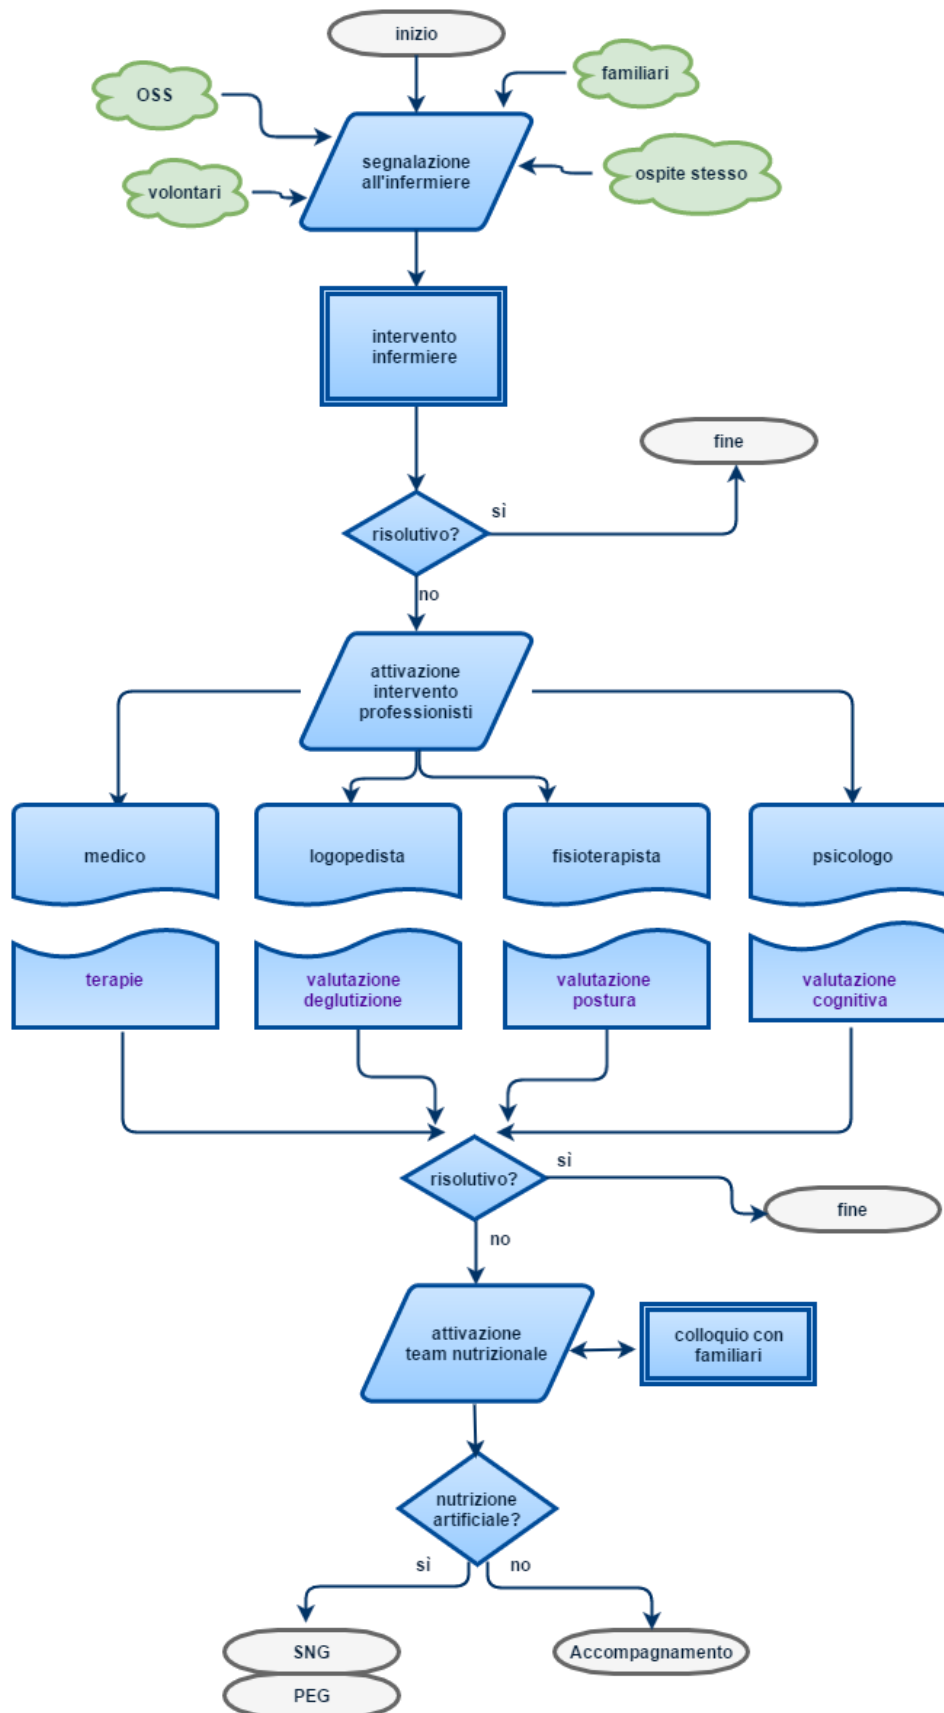 inizio
familiari
OSS
segnalazione
all'infermiere
ospite stesso
volontari
intervento
infermiere
fine
sì
risolutivo?
no
attivazione
intervento
professionisti
medico
logopedista
fisioterapista
psicologo
terapie
valutazione
deglutizione
valutazione
postura
valutazione
cognitiva
sì
risolutivo?
fine
no
attivazione
team nutrizionale
colloquio con
familiari
nutrizione
artificiale?
sì
no
SNG
Accompagnamento
PEG